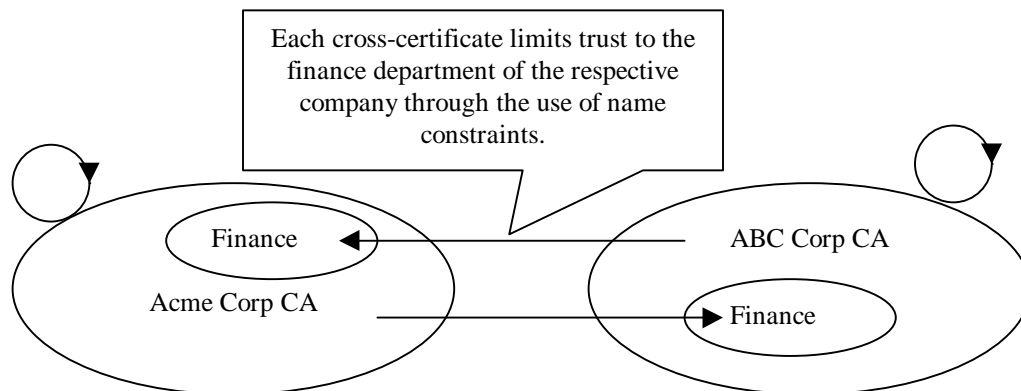 Each cross-certificate limits trust to the
finance department of the respective
company through the use of name
constraints.
Finance
ABC Corp CA
Acme Corp CA
Finance